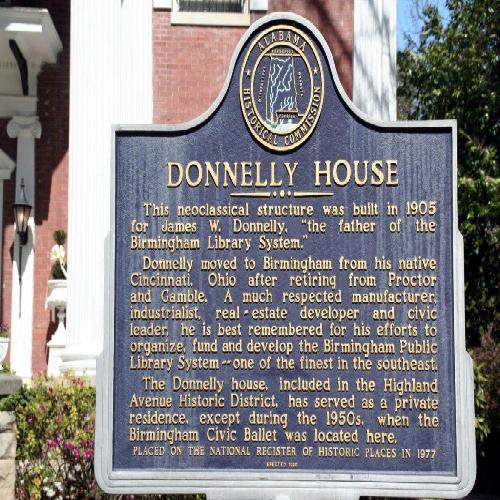 ALABAMA
HISTORICAL COMMISSION
DONNELLY HOUSE
This neoclassical structure was built in 1905
for James W. Donnelly, "the father of the
Birmingham Library System."
Donnelly moved to Birmingham from his native
Cincinnati, Ohio after retiring from Proctor
and Gamble. A much respected manufacturer,
industrialist, real-estate developer and civic
leader, he is best remembered for his efforts to
organize, fund and develop the Birmingham Public
Library System--one of the finest in the southeast.
The Donnelly house, included in the Highland
Avenue Historic District, has served as a private
residence, except during the 1950s, when the
Birmingham Civic Ballet was located here.
PLACED ON THE NATIONAL REGISTER OF HISTORIC PLACES IN 1977